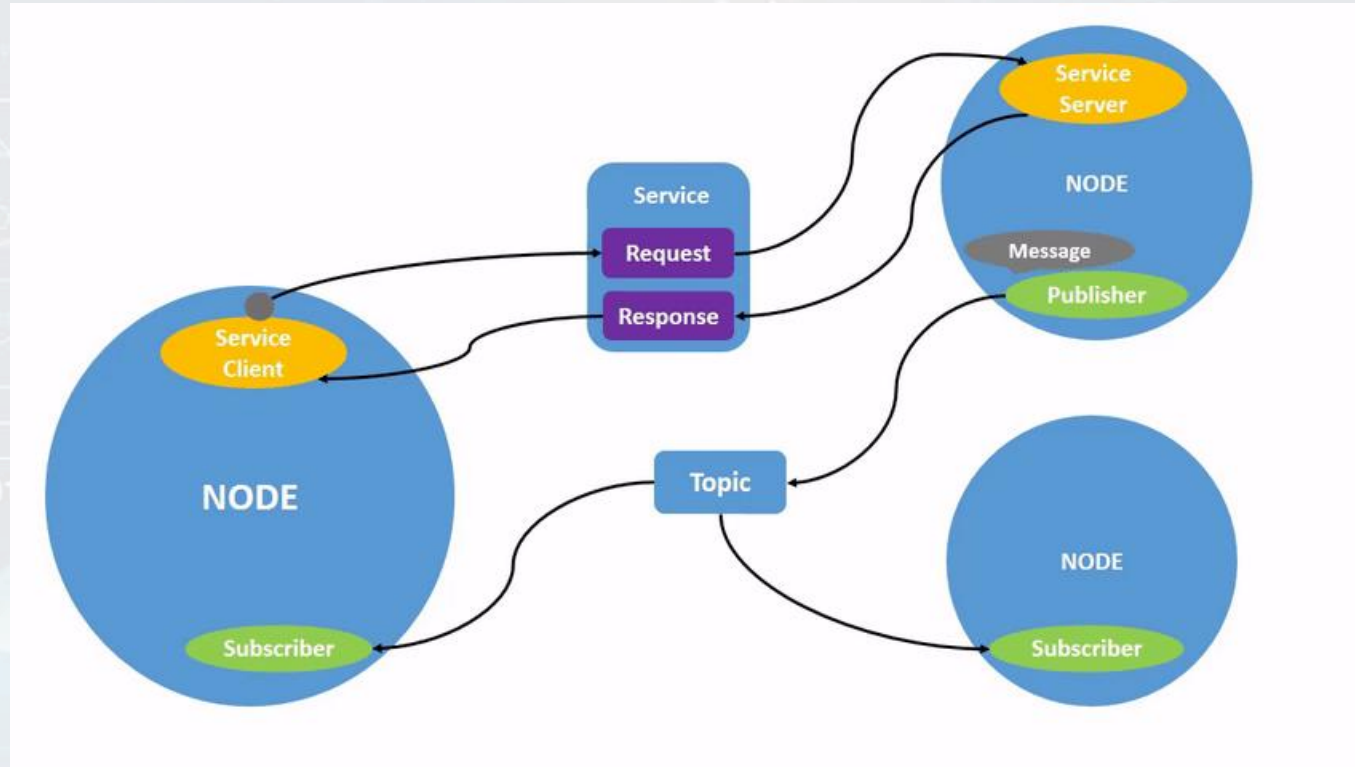 Service
Server
NODE
Message
Publisher
Service
Request
Response
Service
Client
NODE
Subscriber
Topic
NODE
Subscriber